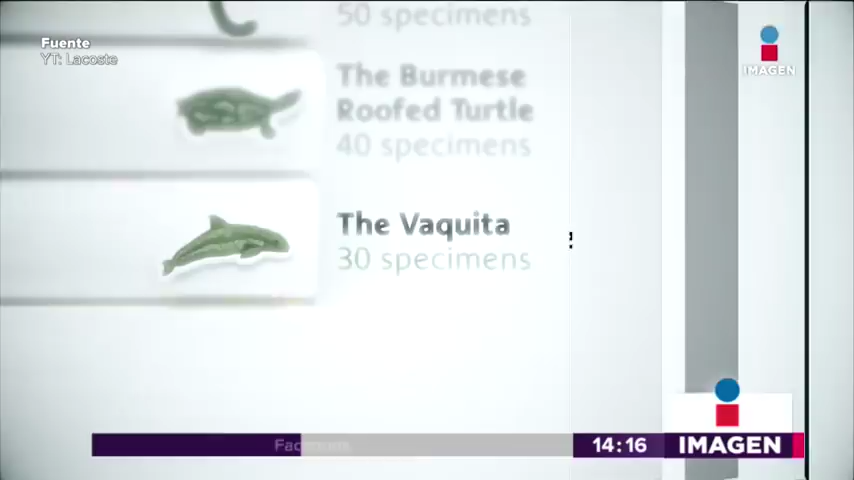 50 specimens
Fuente
YT: Lacoste
IMAGEN
The Burmese
Roofed Turtle
40 specimens
The Vaquita
30 specimens
14:16
IMAGEN